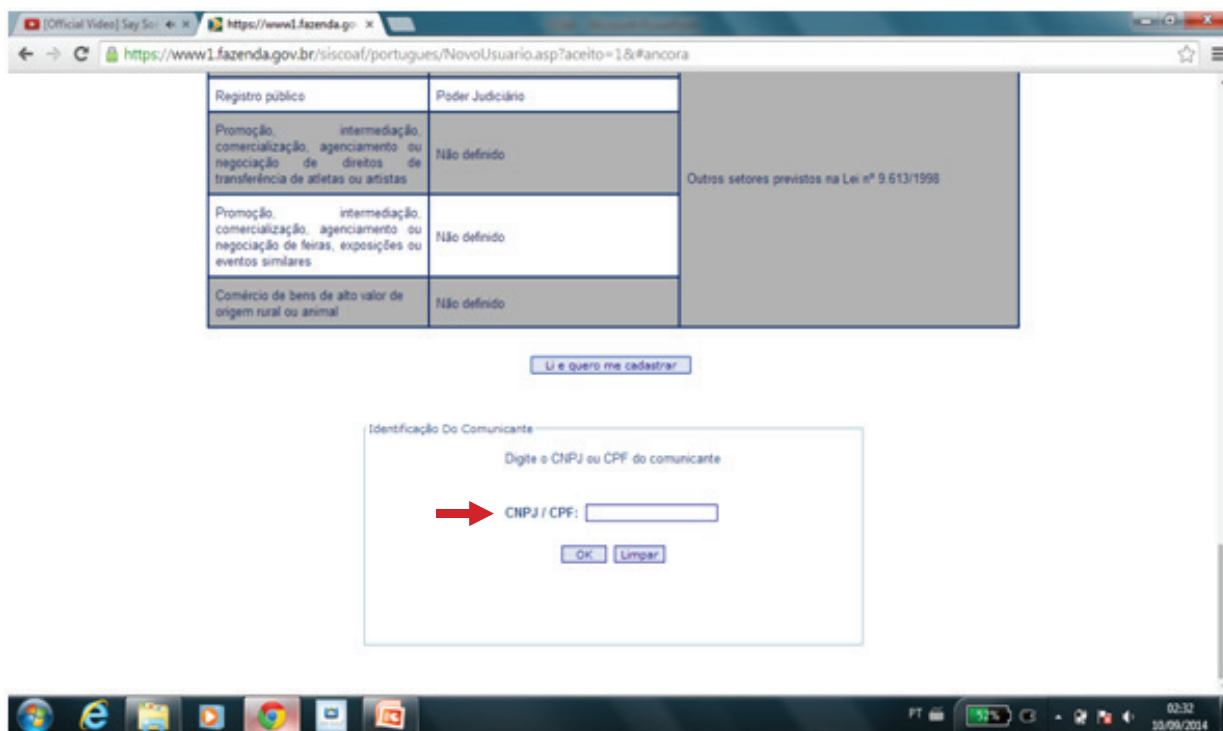 [Official Video] Say So
https://www1.fazenda.go
https://www1.fazenda.gov.br/siscoaf/portugues/NovoUsuario.asp?aceito=1&#ancora
Registro público
Poder Judiciário
Promoção, intermediação,
comercialização, agenciamento ou
negociação de direitos de
transferência de atletas ou artistas
Não definido
Outros setores previstos na Lei nº 9.613/1998
Promoção, intermediação,
comercialização, agenciamento ou
negociação de feiras, exposições ou
eventos similares
Não definido
Comércio de bens de alto valor de
origem rural ou animal
Não definido
Li e quero me cadastrar
Identificação Do Comunicante
Digite o CNPJ ou CPF do comunicante
CNPJ / CPF:
OK Limpar
PT
52%
02:32
10/09/2014